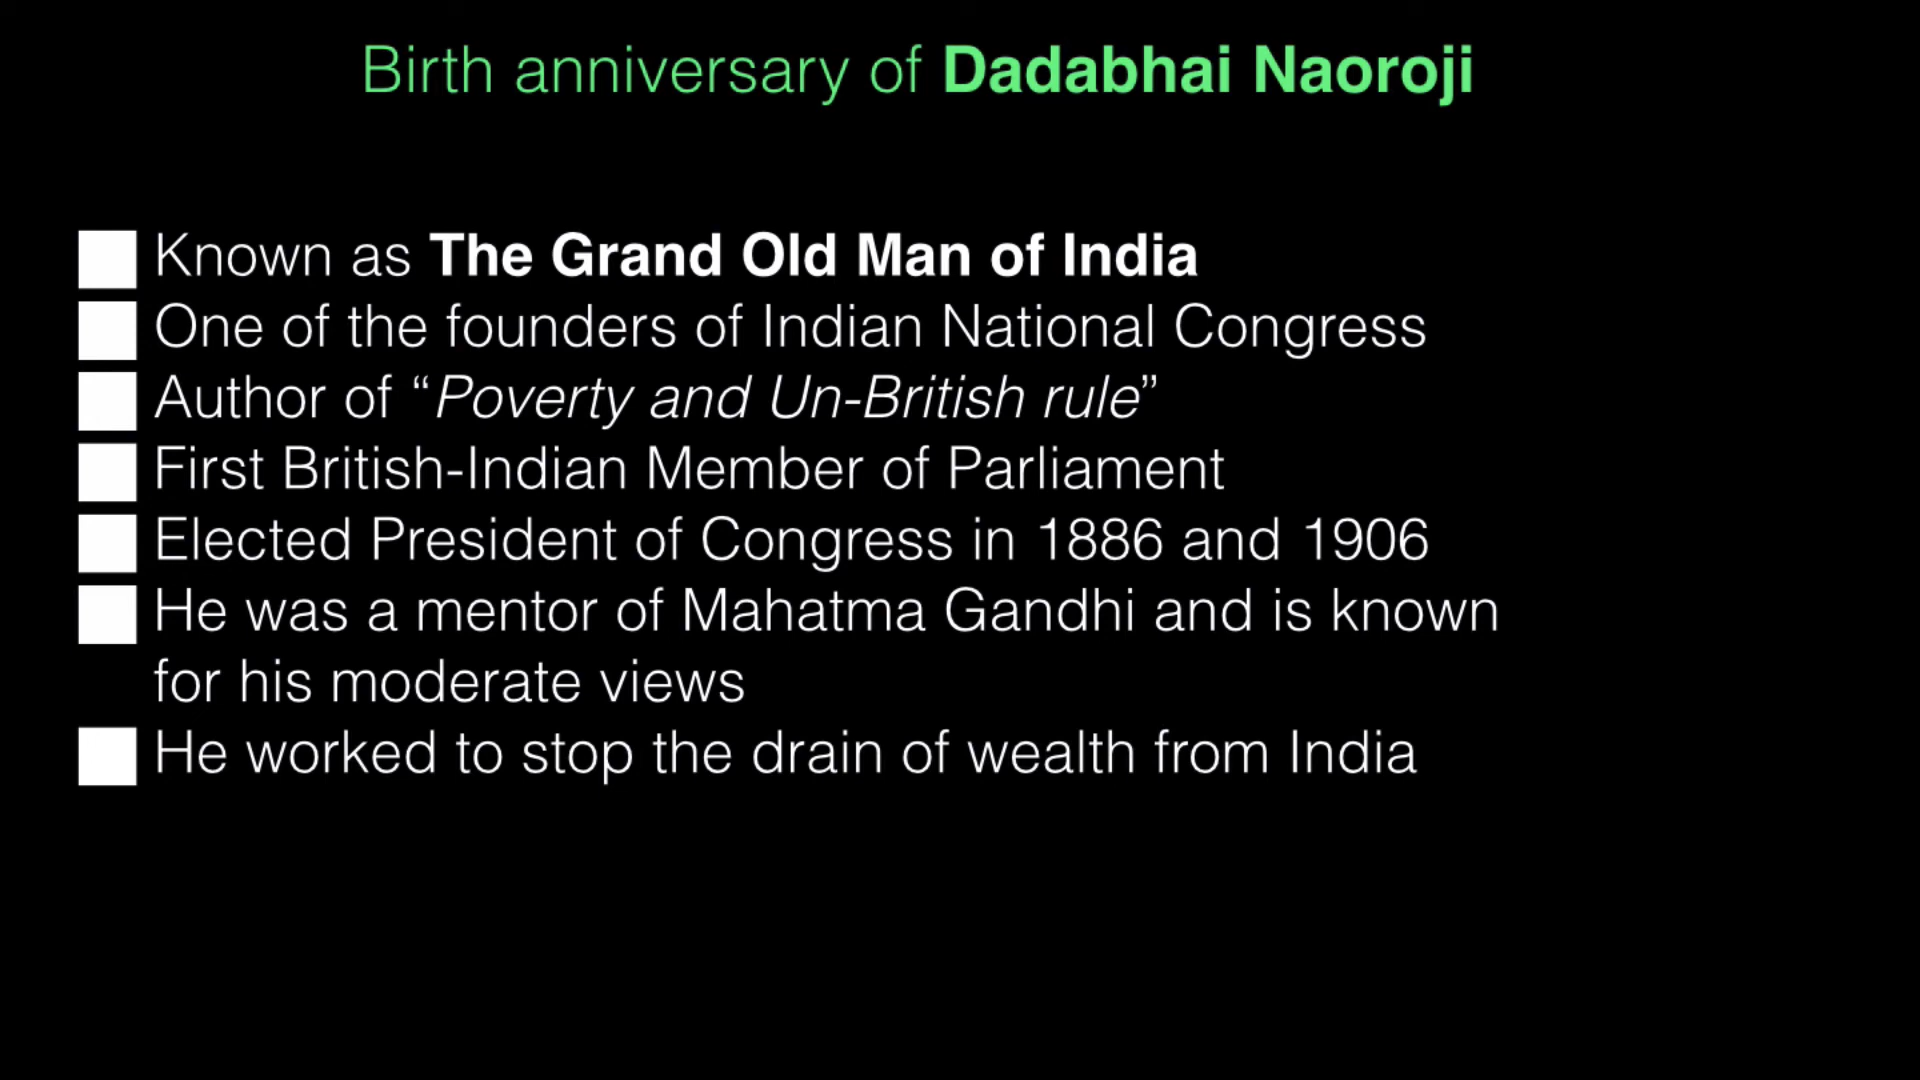 Birth anniversary of Dadabhai Naoroji
Known as The Grand Old Man of India
One of the founders of Indian National Congress
Author of “Poverty and Un-British rule”
First British-Indian Member of Parliament
Elected President of Congress in 1886 and 1906
He was a mentor of Mahatma Gandhi and is known
for his moderate views
He worked to stop the drain of wealth from India